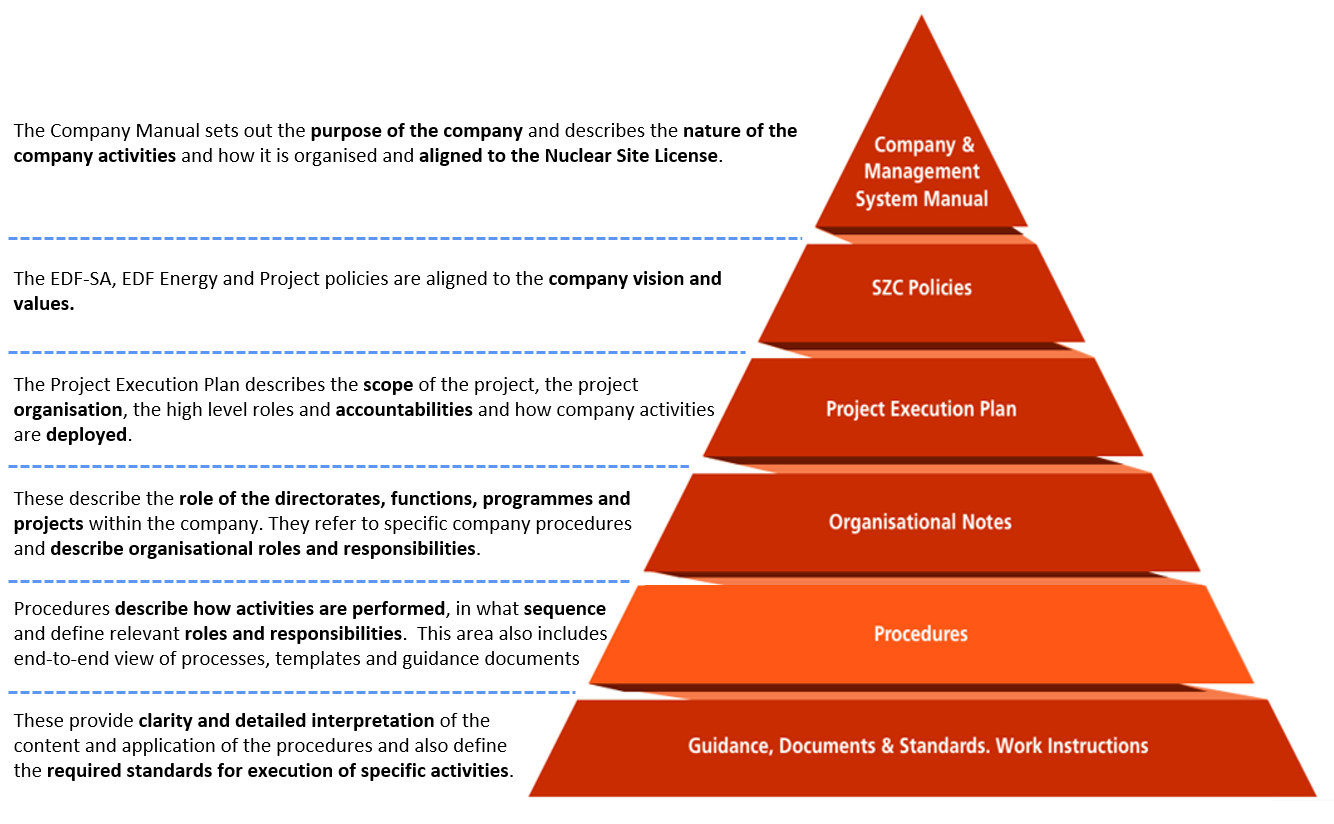 The Company Manual sets out the purpose of the company and describes the nature of the
company activities and how it is organised and aligned to the Nuclear Site License.
Company &
Management
System Manual
The EDF-SA, EDF Energy and Project policies are aligned to the company vision and
values.
SZC Policies
The Project Execution Plan describes the scope of the project, the project
organisation, the high level roles and accountabilities and how company activities
are deployed.
Project Execution Plan
These describe the role of the directorates, functions, programmes and
projects within the company. They refer to specific company procedures
and describe organisational roles and responsibilities.
Organisational Notes
Procedures describe how activities are performed, in what sequence
and define relevant roles and responsibilities.  This area also includes
end-to-end view of processes, templates and guidance documents
Procedures
These provide clarity and detailed interpretation of the
content and application of the procedures and also define
the required standards for execution of specific activities.
Guidance, Documents & Standards. Work Instructions